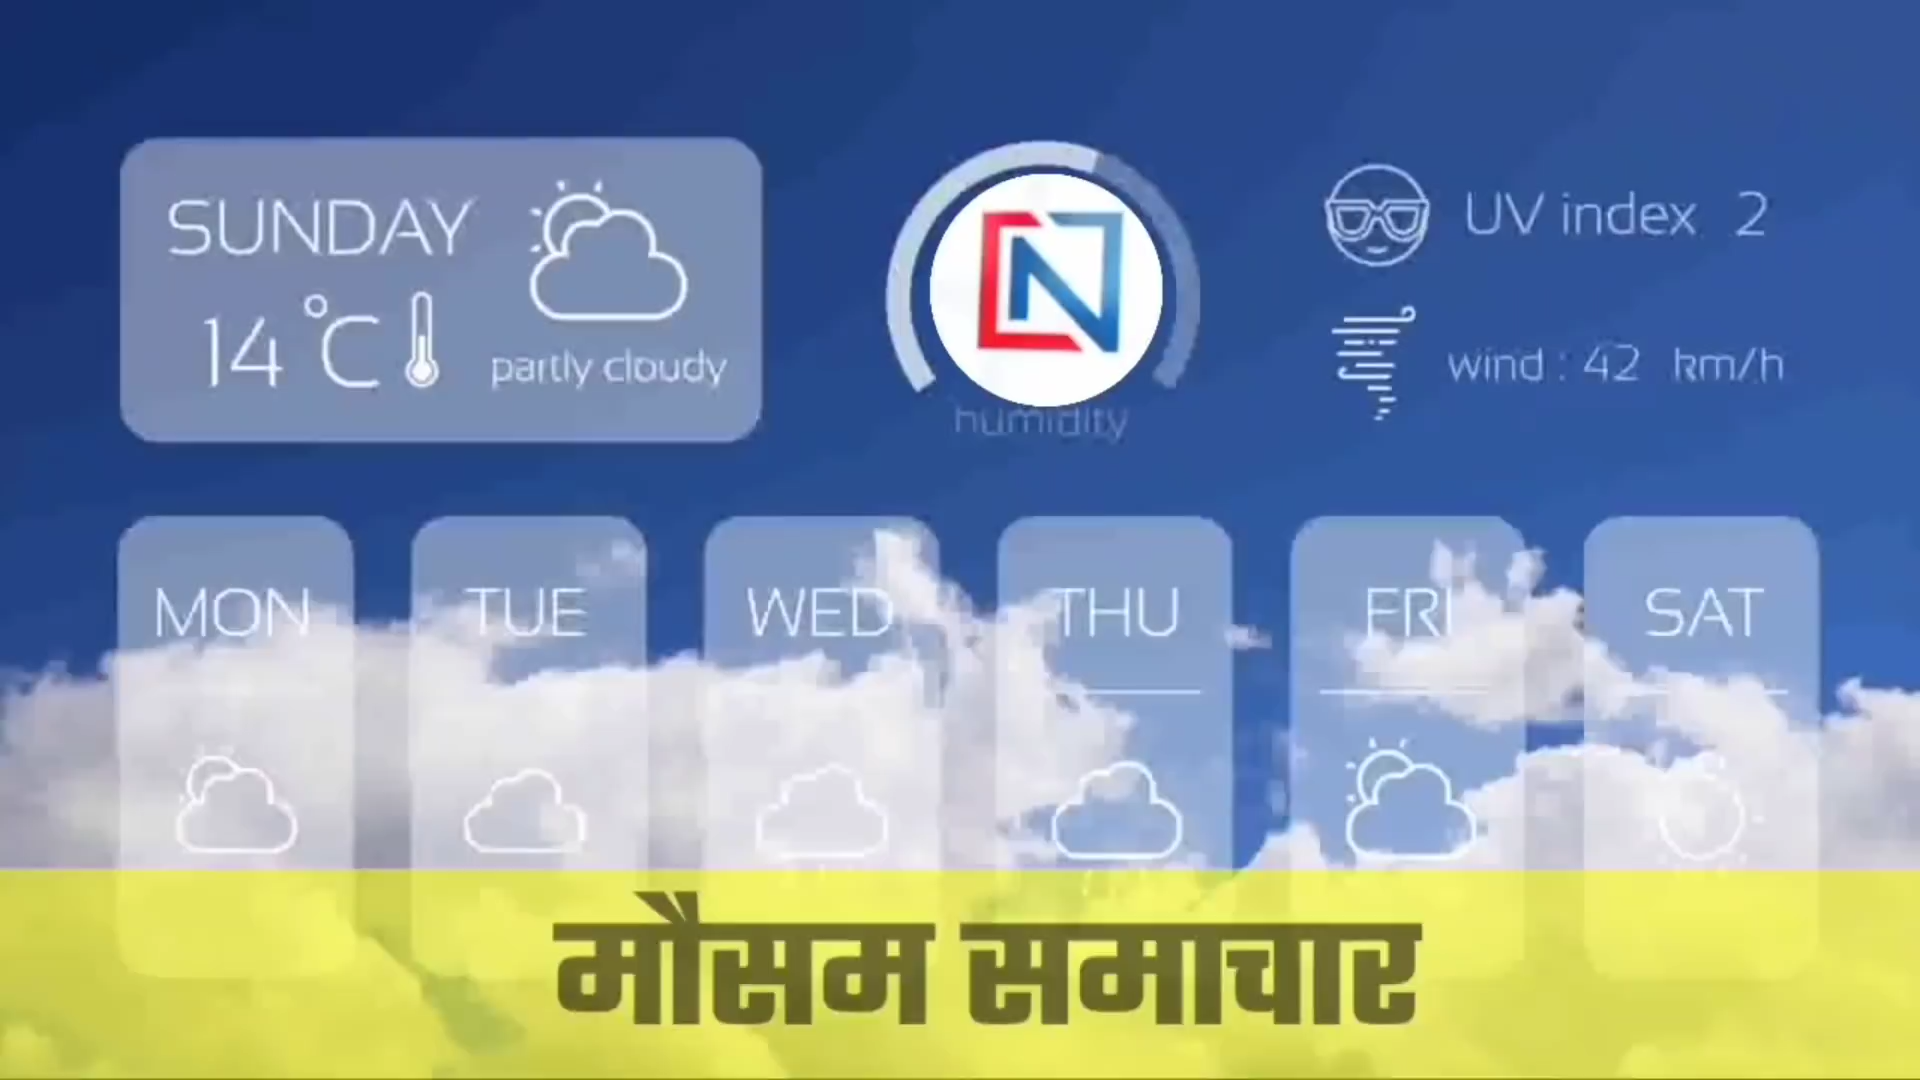 SUNDAY
14 °C
partly cloudy
N
humidity
UV index 2
wind : 42 km/h
MON
TUE
WED
THU
FRI
SAT
मौसम समाचार